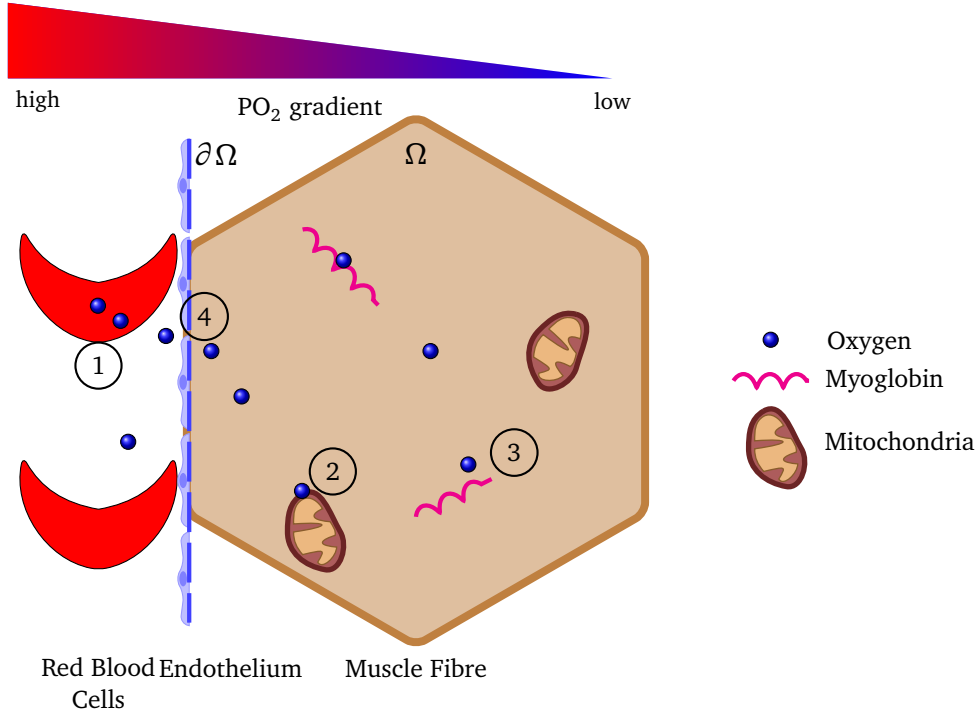 high
low
PO₂ gradient
∂Ω
Ω
4
1
3
2
Oxygen
Myoglobin
Mitochondria
Red Blood
Cells
Endothelium
Muscle Fibre